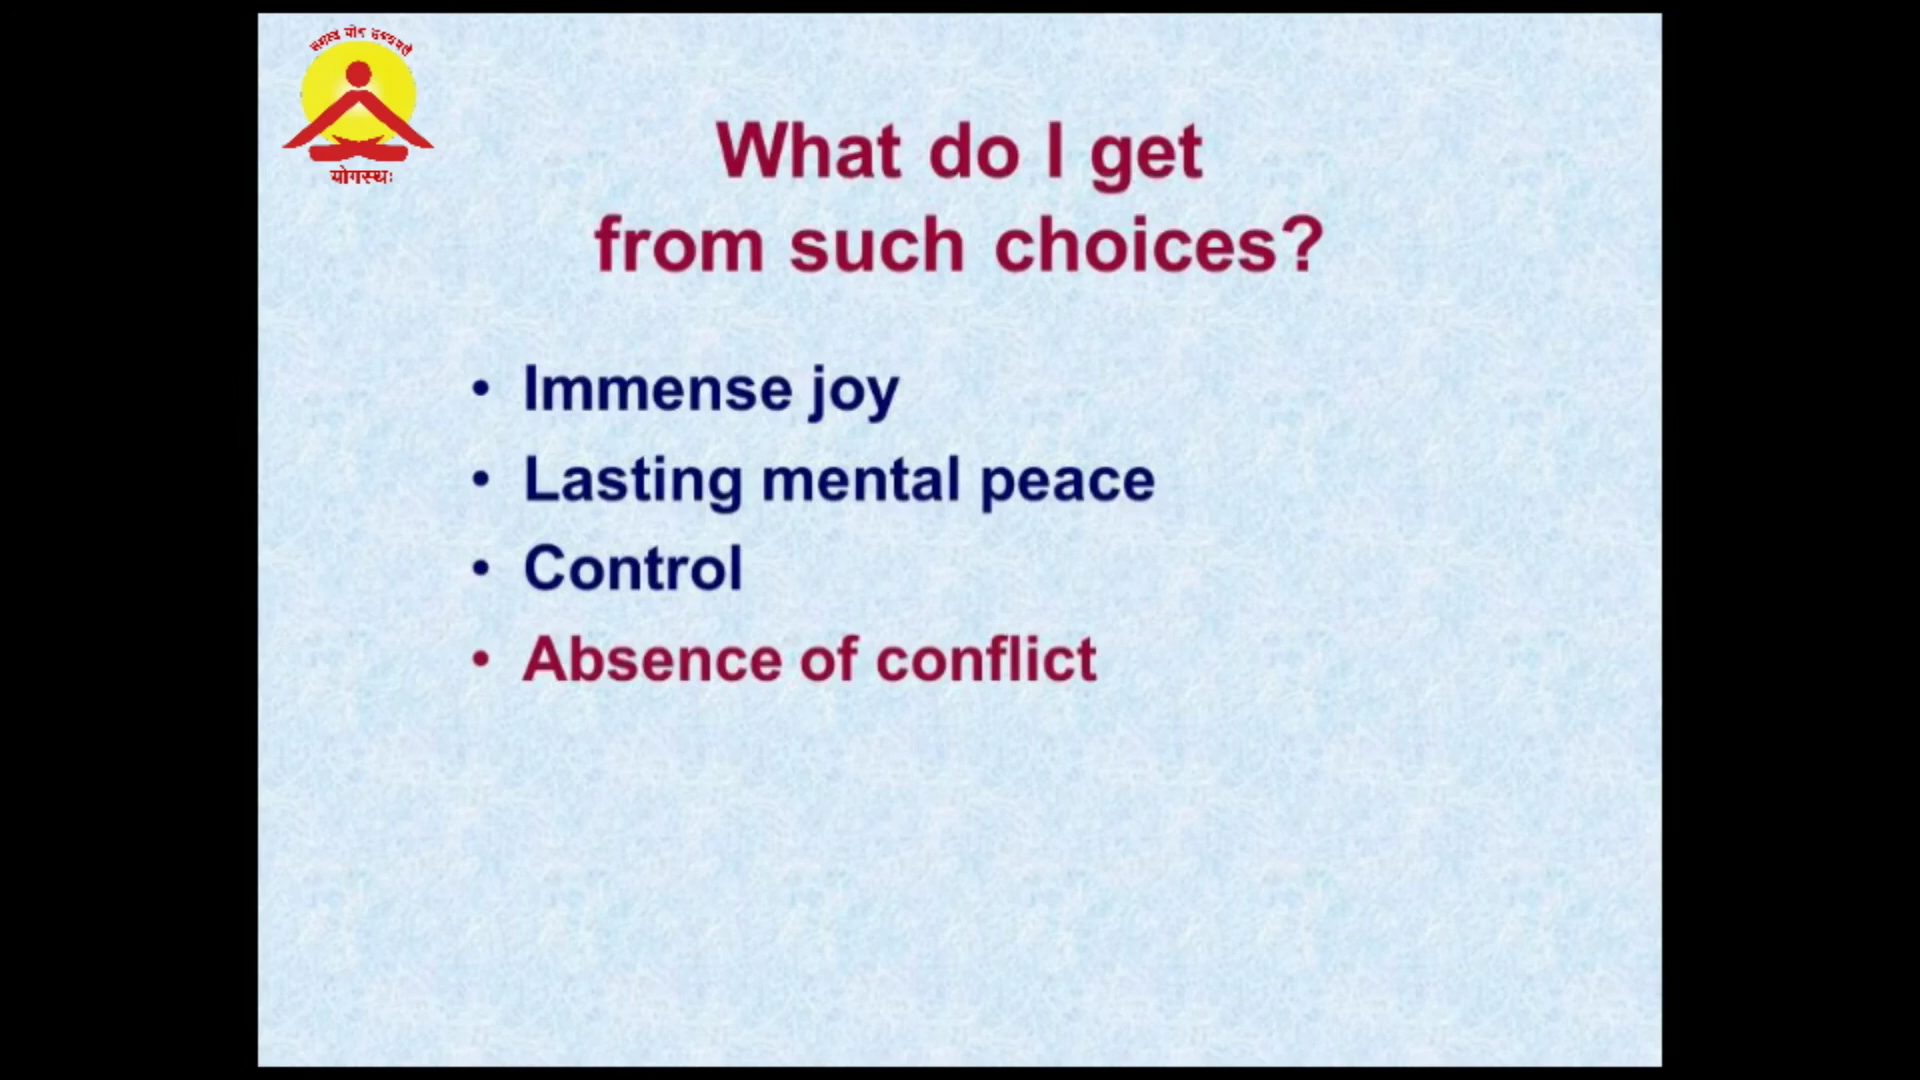 योगस्थः
What do I get
from such choices?
• Immense joy
• Lasting mental peace
• Control
• Absence of conflict